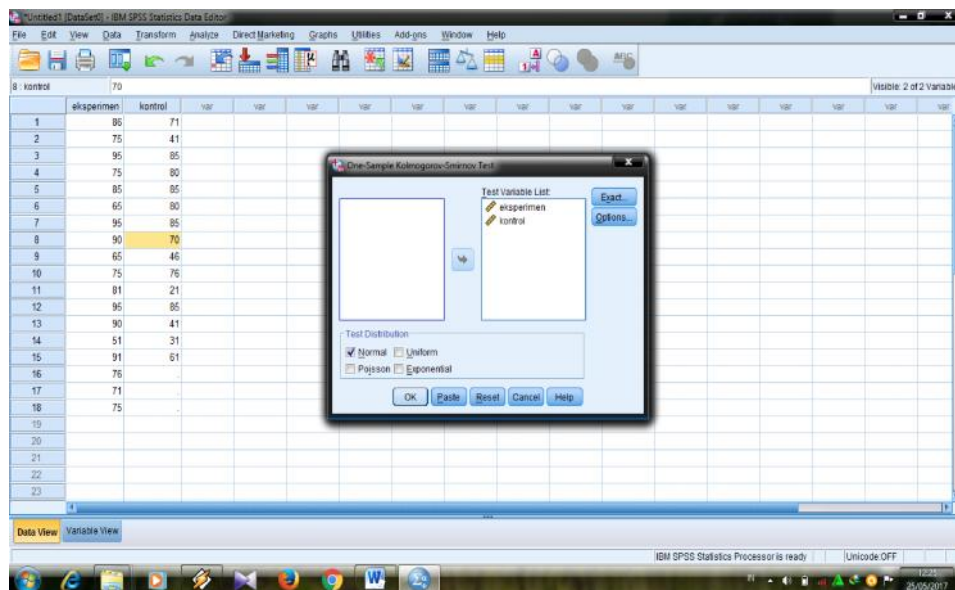 *Untitled1 [DataSet0] - IBM SPSS Statistics Data Editor
File Edit View Data Transform Analyze Direct Marketing Graphs Utilities Add-ons Window Help
8 : kontrol 70 Visible: 2 of 2 Variable
eksperimen kontrol var var var var var var var var var var var var var
1 86 71
2 75 41
3 95 85
4 75 80
5 85 85
6 65 80
7 95 85
8 90 70
9 65 46
10 75 76
11 81 21
12 95 85
13 90 41
14 51 31
15 91 61
16 76 .
17 71 .
18 75 .
19
20
21
22
23
One-Sample Kolmogorov-Smirnov Test
Test Variable List:
eksperimen
kontrol
Exact...
Options...
Test Distribution
Normal Uniform
Poisson Exponential
OK Paste Reset Cancel Help
Data View Variable View
IBM SPSS Statistics Processor is ready Unicode:OFF
12:25
25/05/2017